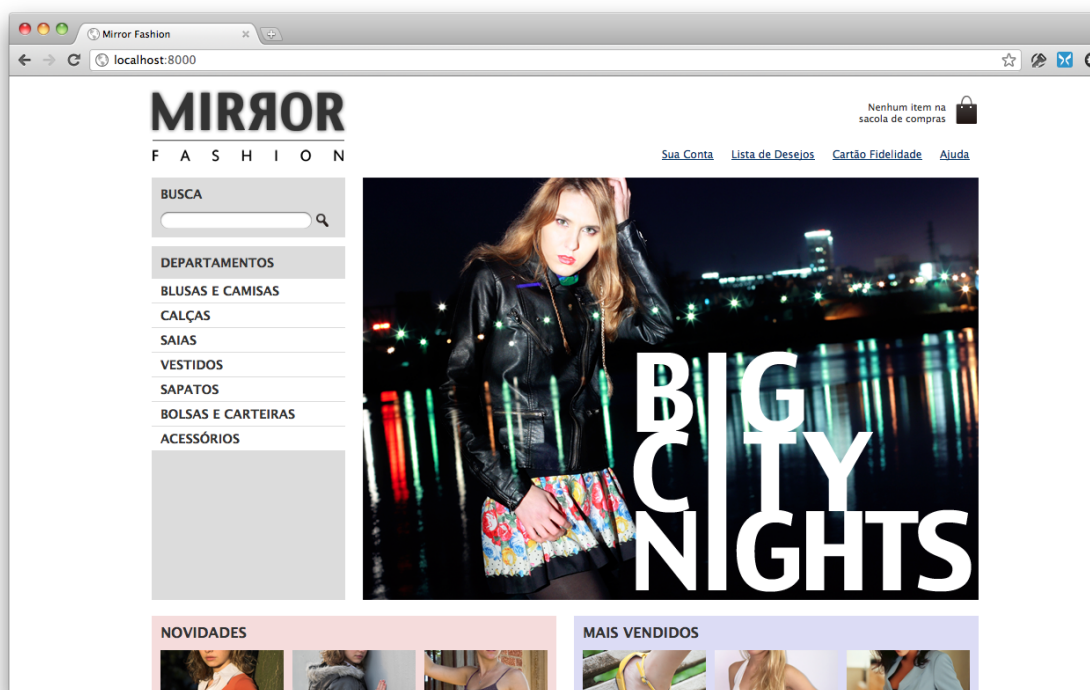 Mirror Fashion
localhost:8000
MIRЯOR
FASHION
Nenhum item na
sacola de compras
Sua Conta Lista de Desejos Cartão Fidelidade Ajuda
BUSCA
DEPARTAMENTOS
BLUSAS E CAMISAS
CALÇAS
SAIAS
VESTIDOS
SAPATOS
BOLSAS E CARTEIRAS
ACESSÓRIOS
BIG
CITY
NIGHTS
NOVIDADES
MAIS VENDIDOS